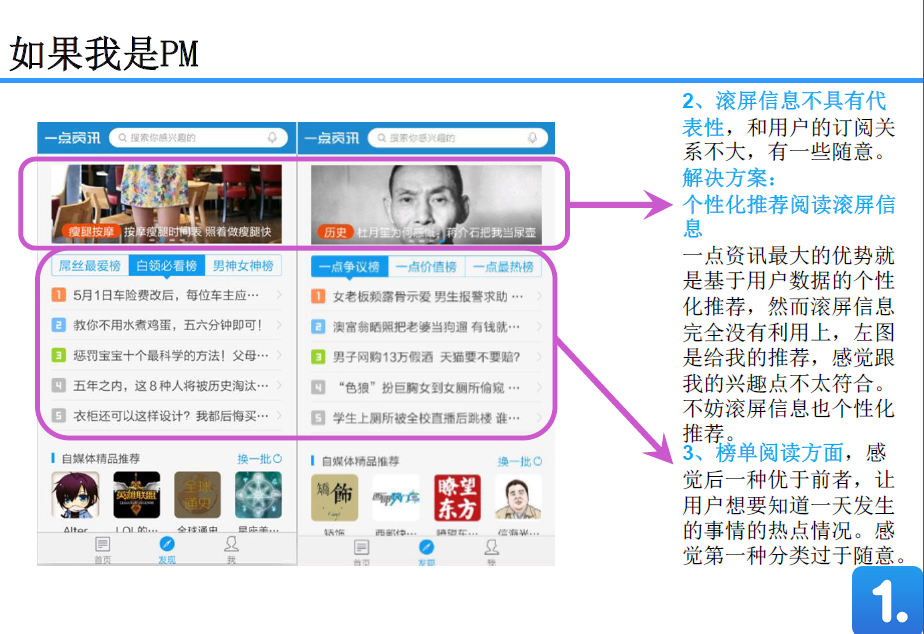 如果我是PM
一点资讯
搜索你感兴趣的
瘦腿按摩 按摩瘦腿时间表 照着做瘦腿快
屌丝最爱榜 白领必看榜 男神女神榜
1 5月1日车险费改后，每位车主应…
2 教你不用水煮鸡蛋，五六分钟即可！
3 惩罚宝宝十个最科学的方法！父母…
4 五年之内，这8种人将被历史淘汰…
5 衣柜还可以这样设计？我都后悔买…
自媒体精品推荐 换一批
英雄联盟
全球通史
Alter LOL的… 全球通史 星座美…
首页 发现 我
一点资讯
搜索你感兴趣的
历史 杜月笙为何感慨：蒋介石把我当尿壶
一点争议榜 一点价值榜 一点最热榜
1 女老板频露骨示爱 男生报警求助…
2 澳富翁晒照把老婆当狗遛 有钱就…
3 男子网购13万假酒 天猫要不要赔？
4 “色狼”扮巨胸女到女厕所偷窥…
5 学生上厕所被全校直播后跳楼 谁…
自媒体精品推荐 换一批
矫饰
瞭望东方
矫饰 西部快… 瞭望东… 信海光…
首页 发现 我
2、滚屏信息不具有代
表性，和用户的订阅关
系不大，有一些随意。
解决方案：
个性化推荐阅读滚屏信
息
一点资讯最大的优势就
是基于用户数据的个性
化推荐，然而滚屏信息
完全没有利用上，左图
是给我的推荐，感觉跟
我的兴趣点不太符合。
不妨滚屏信息也个性化
推荐。
3、榜单阅读方面，感
觉后一种优于前者，让
用户想要知道一天发生
的事情的热点情况。感
觉第一种分类过于随意。
1.